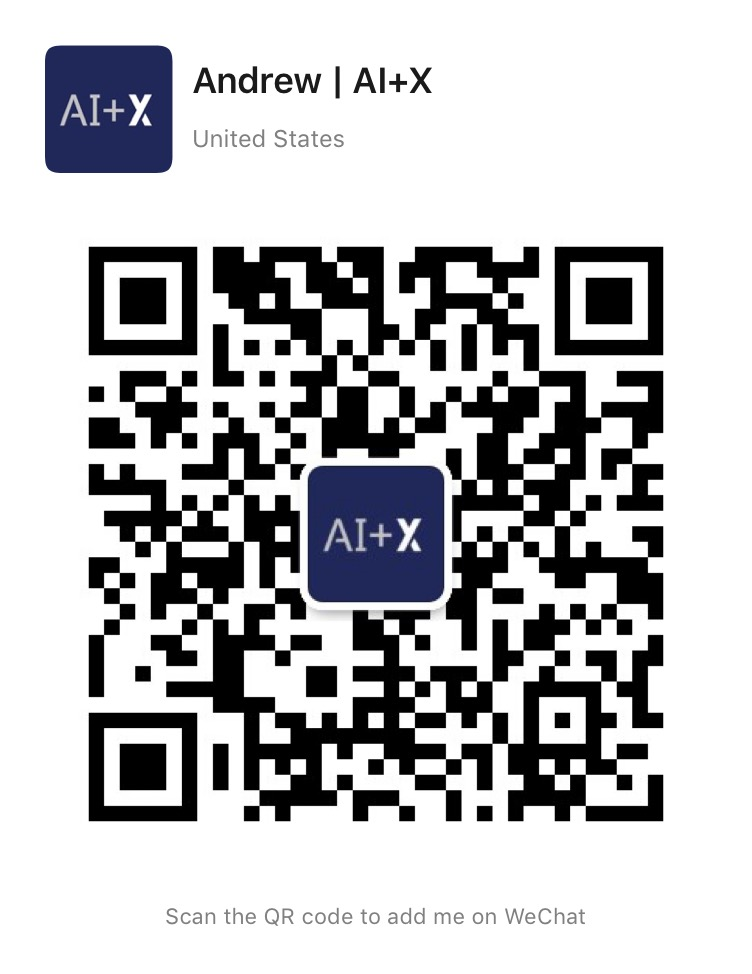 AI+X
Andrew | AI+X
United States
AI+X
Scan the QR code to add me on WeChat